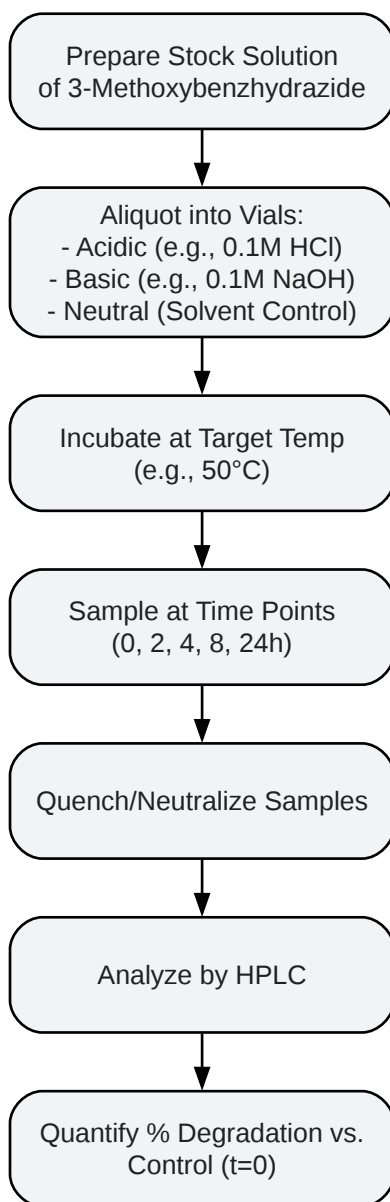 Prepare Stock Solution
of 3-Methoxybenzhydrazide
Aliquot into Vials:
- Acidic (e.g., 0.1M HCl)
- Basic (e.g., 0.1M NaOH)
- Neutral (Solvent Control)
Incubate at Target Temp
(e.g., 50°C)
Sample at Time Points
(0, 2, 4, 8, 24h)
Quench/Neutralize Samples
Analyze by HPLC
Quantify % Degradation vs.
Control (t=0)